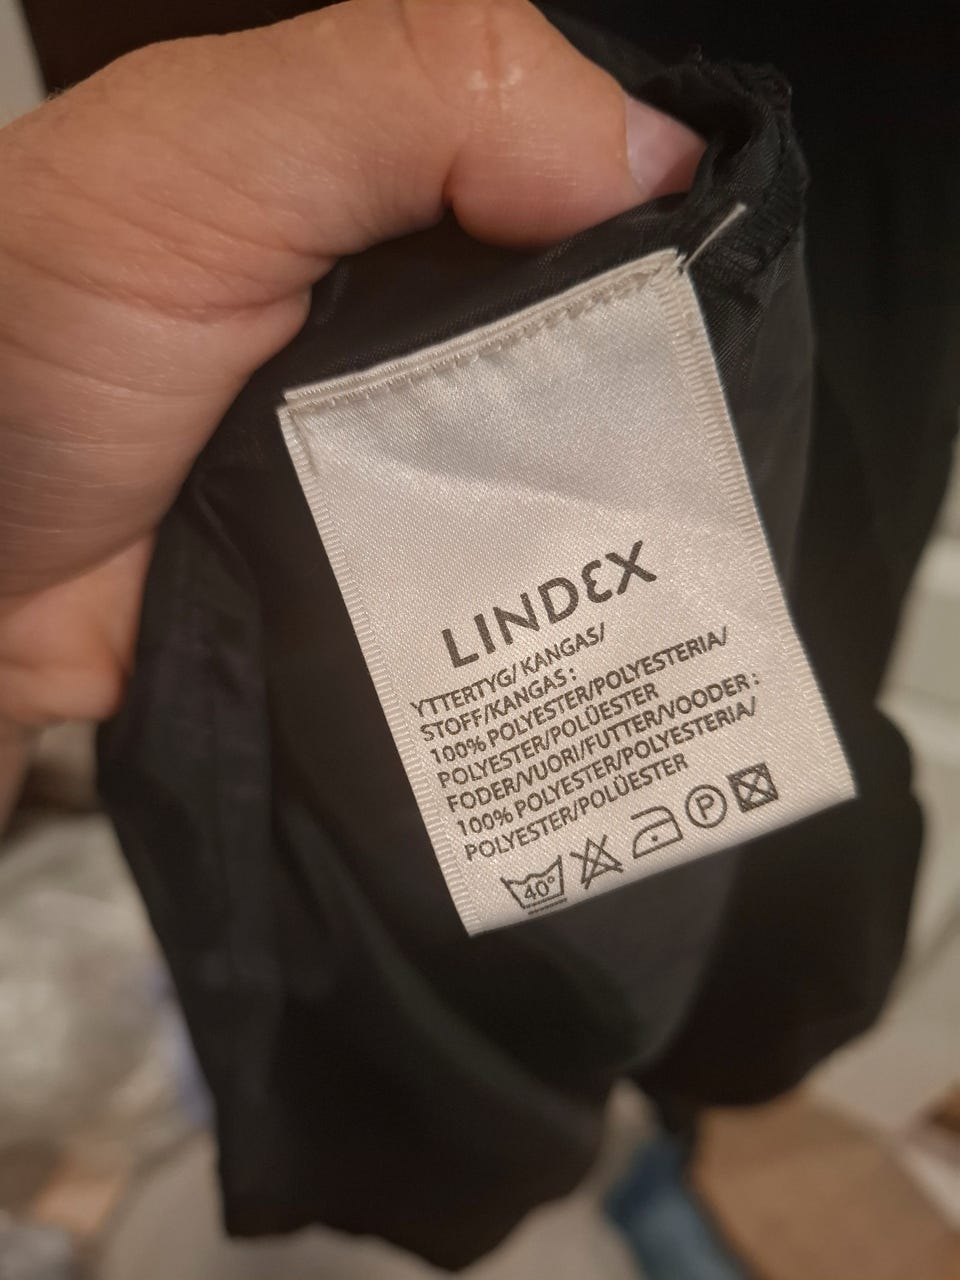 LINDEX
YTTERTYG/KANGAS/
STOFF/KANGAS:
100% POLYESTER/POLYESTERIA/
POLYESTER/POLÜESTER
FODER/VUORI/FUTTER/VOODER:
100% POLYESTER/POLYESTERIA/
POLYESTER/POLÜESTER
40° P